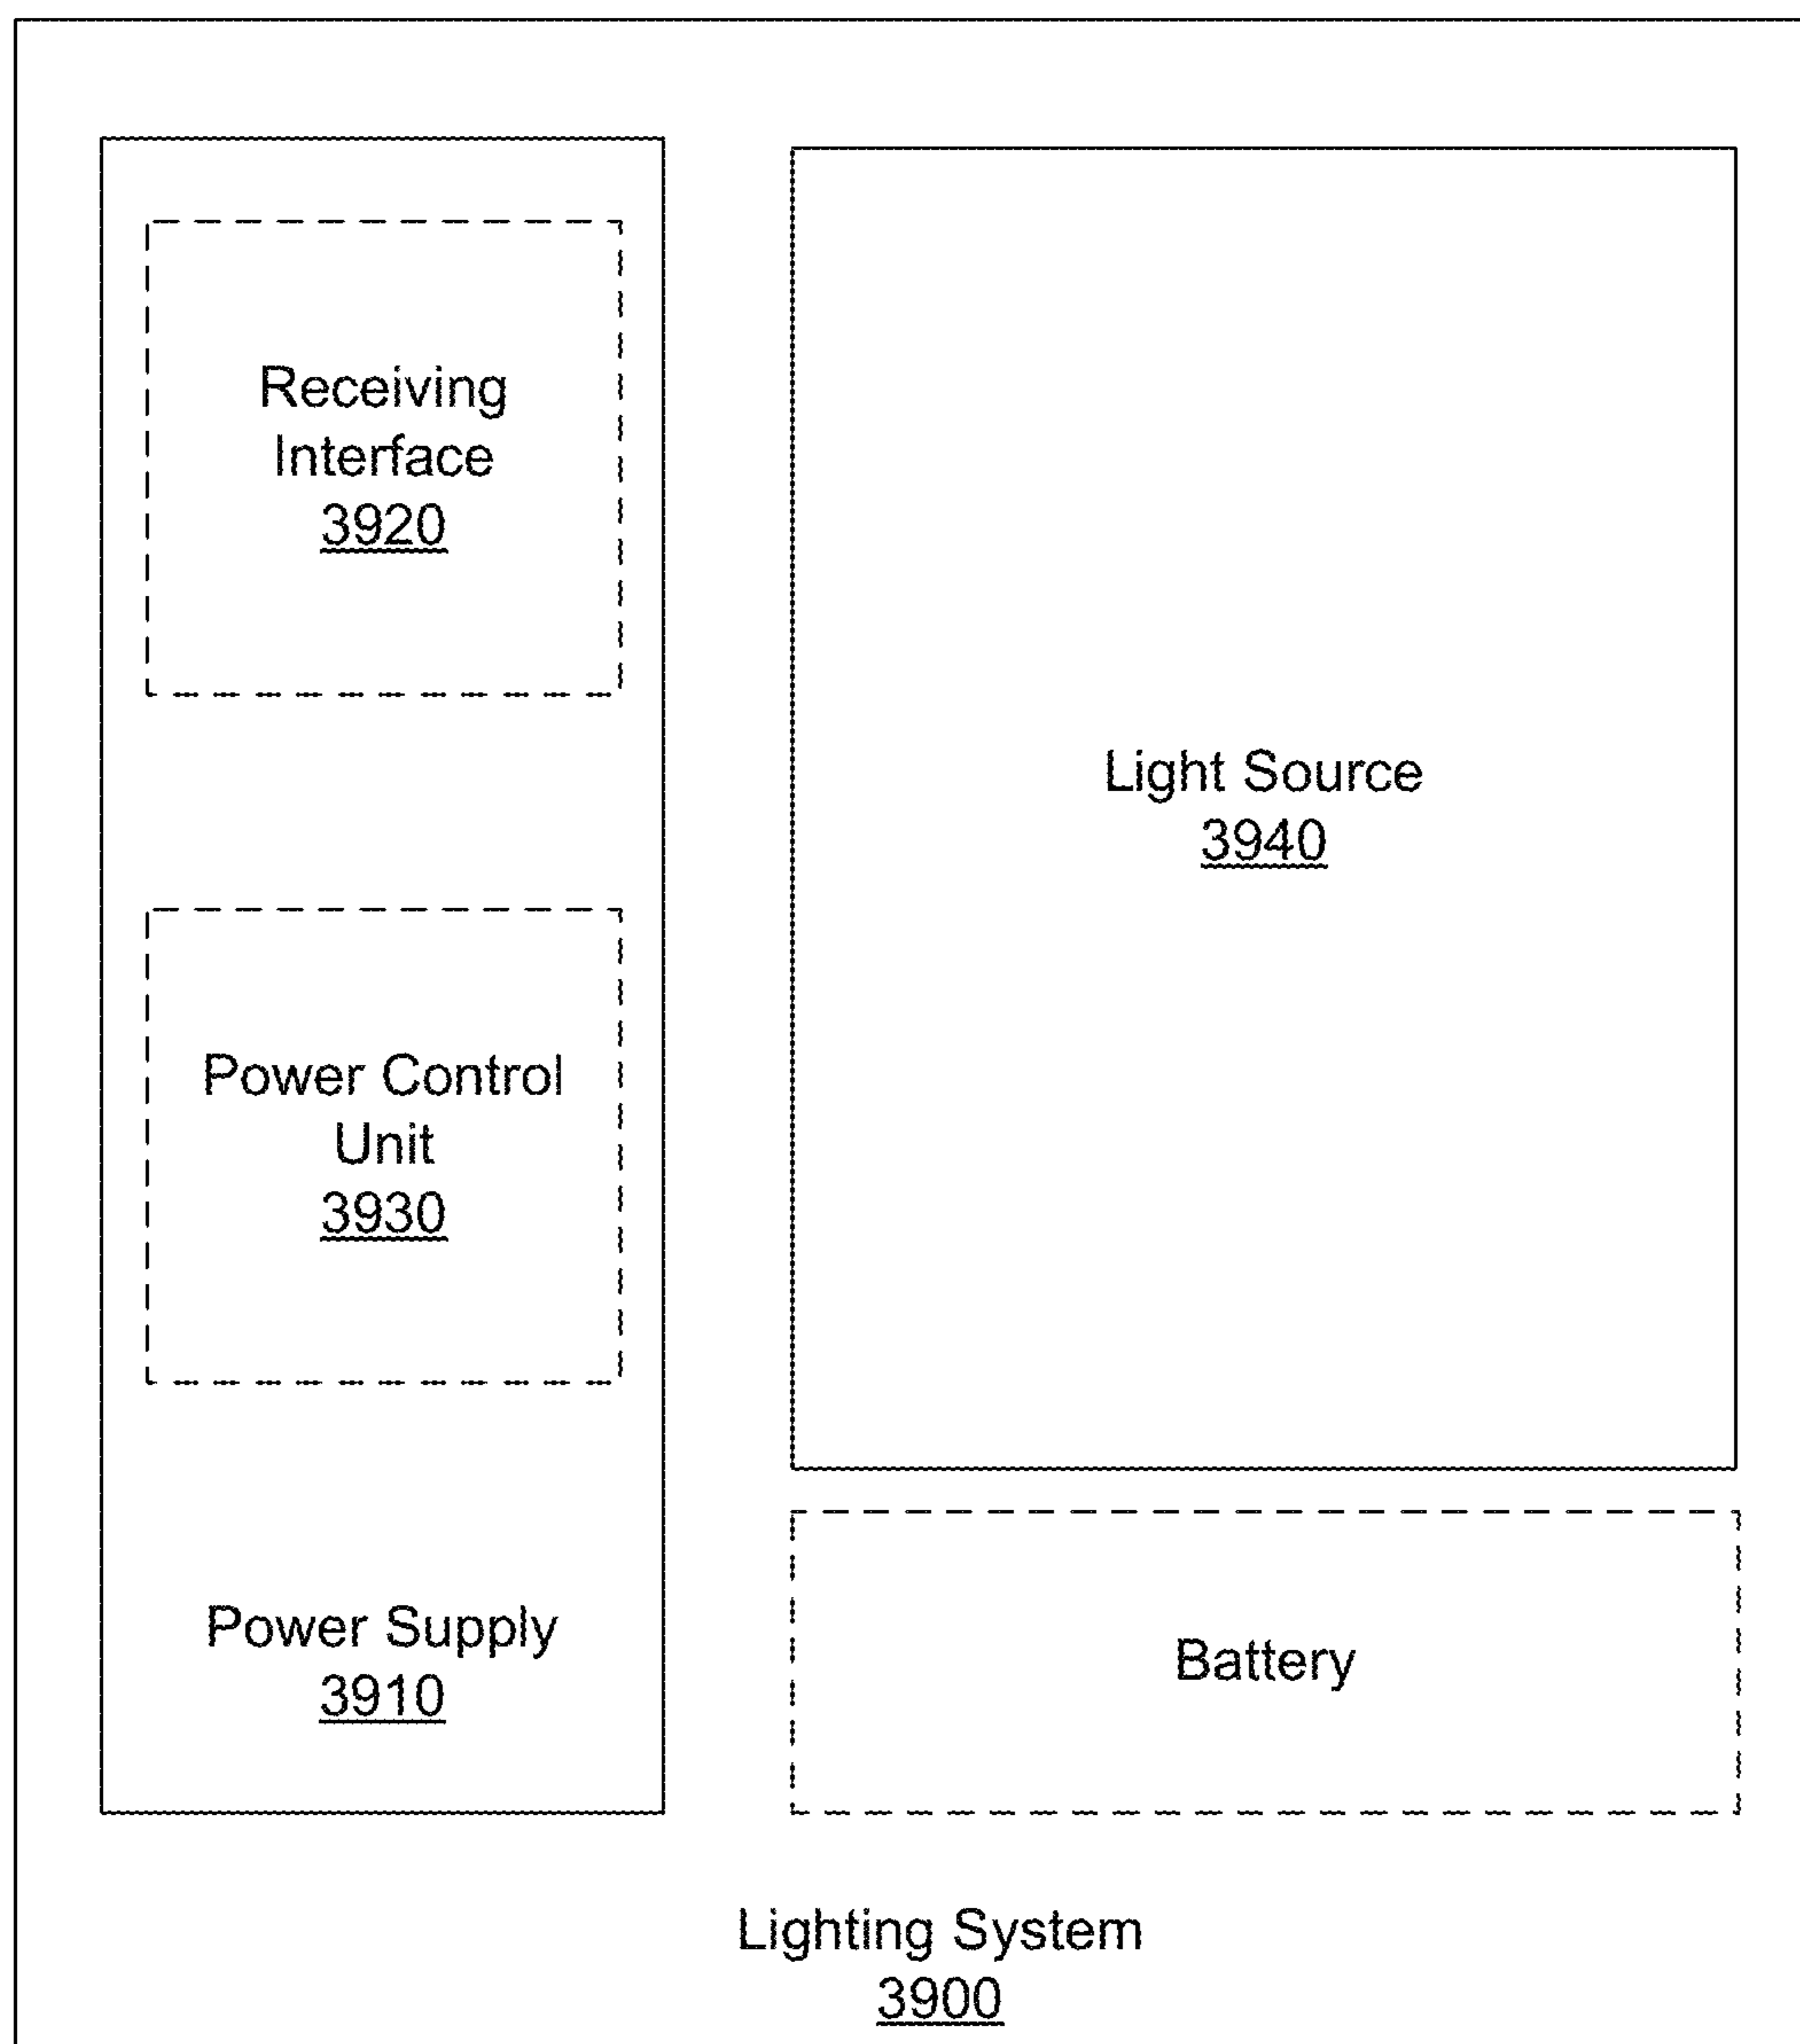 Receiving
Interface
3920
Power Control
Unit
3930
Power Supply
3910
Light Source
3940
Battery
Lighting System
3900